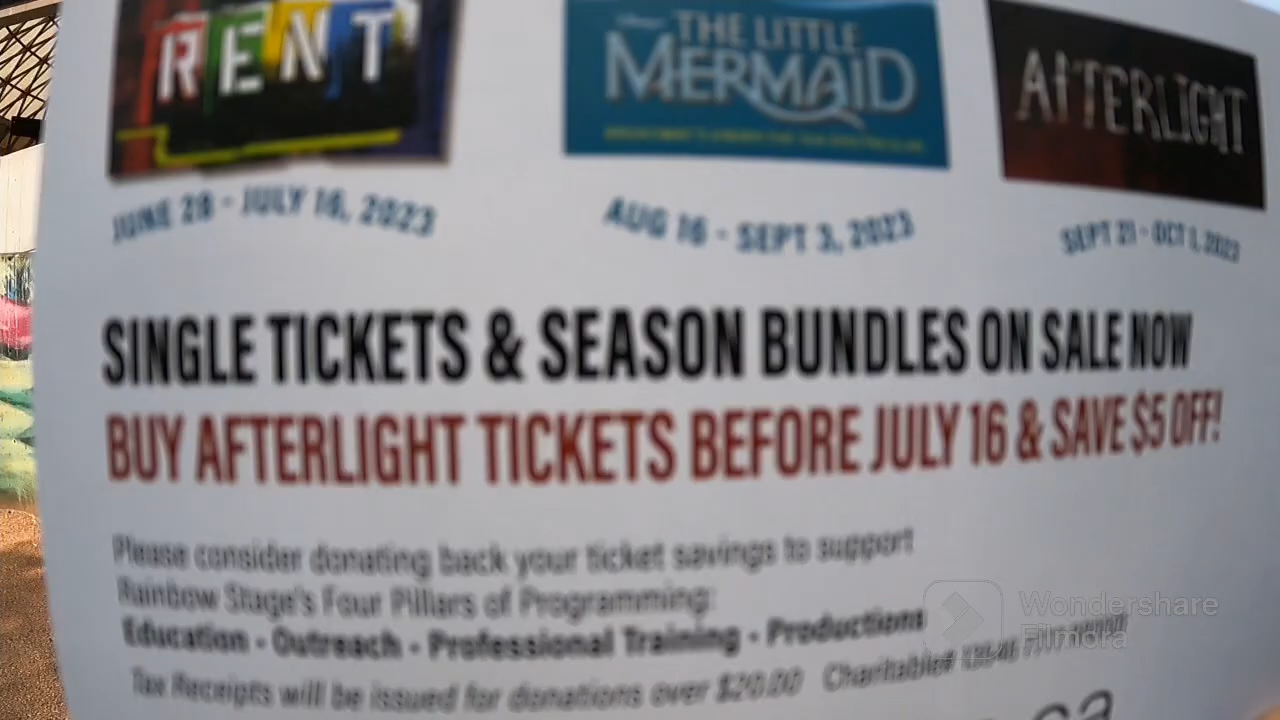 RENT
THE LITTLE
MERMAID
AFTERLIGHT
JUNE 28 - JULY 16, 2023
AUG 16 - SEPT 3, 2023
SEPT 21 - OCT 1, 2023
SINGLE TICKETS & SEASON BUNDLES ON SALE NOW
BUY AFTERLIGHT TICKETS BEFORE JULY 16 & SAVE $5 OFF!
Please consider donating back your ticket savings to support
Rainbow Stage's Four Pillars of Programming:
Education - Outreach - Professional Training - Productions
Tax Receipts will be issued for donations over $20.00 Charitable#
.ca
Wondershare
Filmora